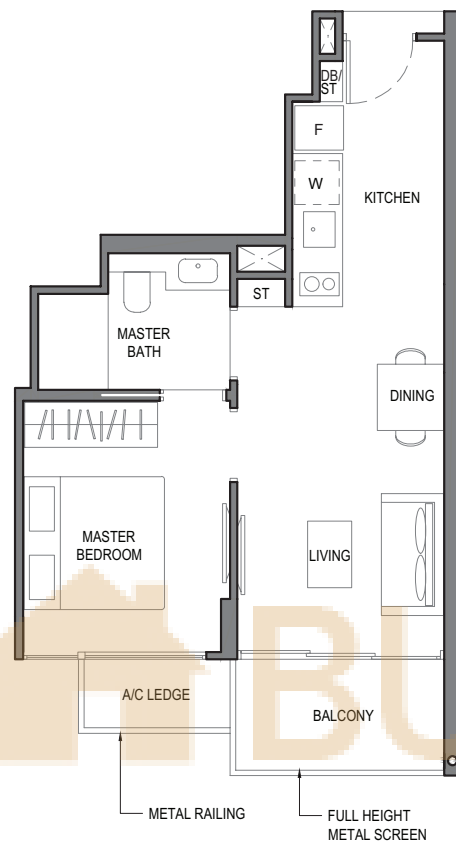 DB/
ST
F
W
KITCHEN
ST
MASTER
BATH
DINING
MASTER
BEDROOM
LIVING
A/C LEDGE
BALCONY
METAL RAILING
FULL HEIGHT
METAL SCREEN